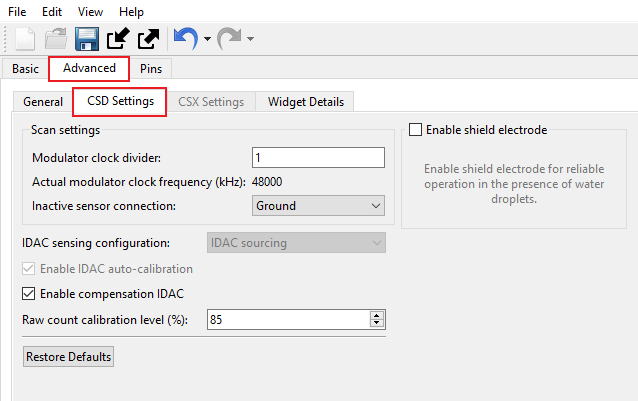 File View Help
Basic Advanced Pins
General CSD Settings CSX Settings Widget Details
Scan settings
Modulator clock divider: 1
Actual modulator clock frequency (kHz): 48000
Inactive sensor connection: Ground
Enable shield electrode
Enable shield electrode for reliable
operation in the presence of water
droplets.
IDAC sensing configuration: IDAC sourcing
Enable IDAC auto-calibration
Enable compensation IDAC
Raw count calibration level (%): 85
Restore Defaults